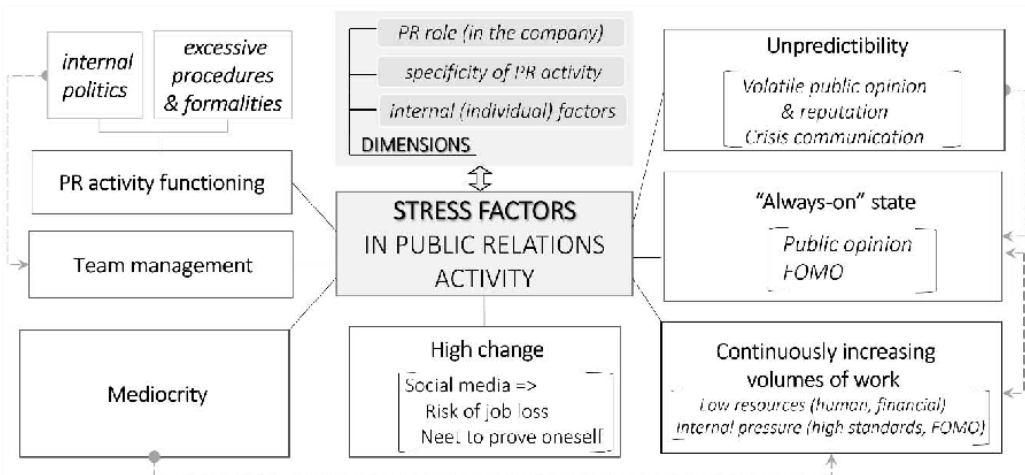 internal
politics
excessive
procedures
& formalities
PR activity functioning
Team management
Mediocrity
PR role (in the company)
specificity of PR activity
internal (individual) factors
DIMENSIONS
STRESS FACTORS
IN PUBLIC RELATIONS
ACTIVITY
High change
Social media =>
Risk of job loss
Neet to prove oneself
Unpredictibility
Volatile public opinion
& reputation
Crisis communication
“Always-on” state
Public opinion
FOMO
Continuously increasing
volumes of work
Low resources (human, financial)
Internal pressure (high standards, FOMO)